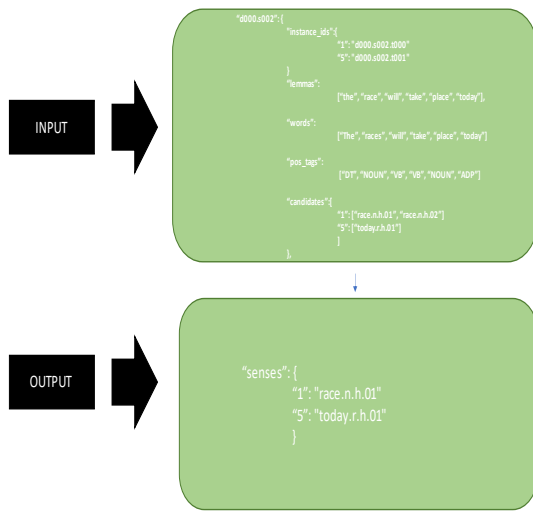 INPUT
"d000.s002": {
"instance_ids":{
"1": "d000.s002.t000"
"5": "d000.s002.t001"
}
"lemmas":
["the", "race", "will", "take", "place", "today"],
"words":
["The", "races", "will", "take", "place", "today"]
"pos_tags":
["DT", "NOUN", "VB", "VB", "NOUN", "ADP"]
"candidates":{
"1": ["race.n.h.01", "race.n.h.02"]
"5": ["today.r.h.01"]
]
},
OUTPUT
"senses": {
"1": "race.n.h.01"
"5": "today.r.h.01"
}